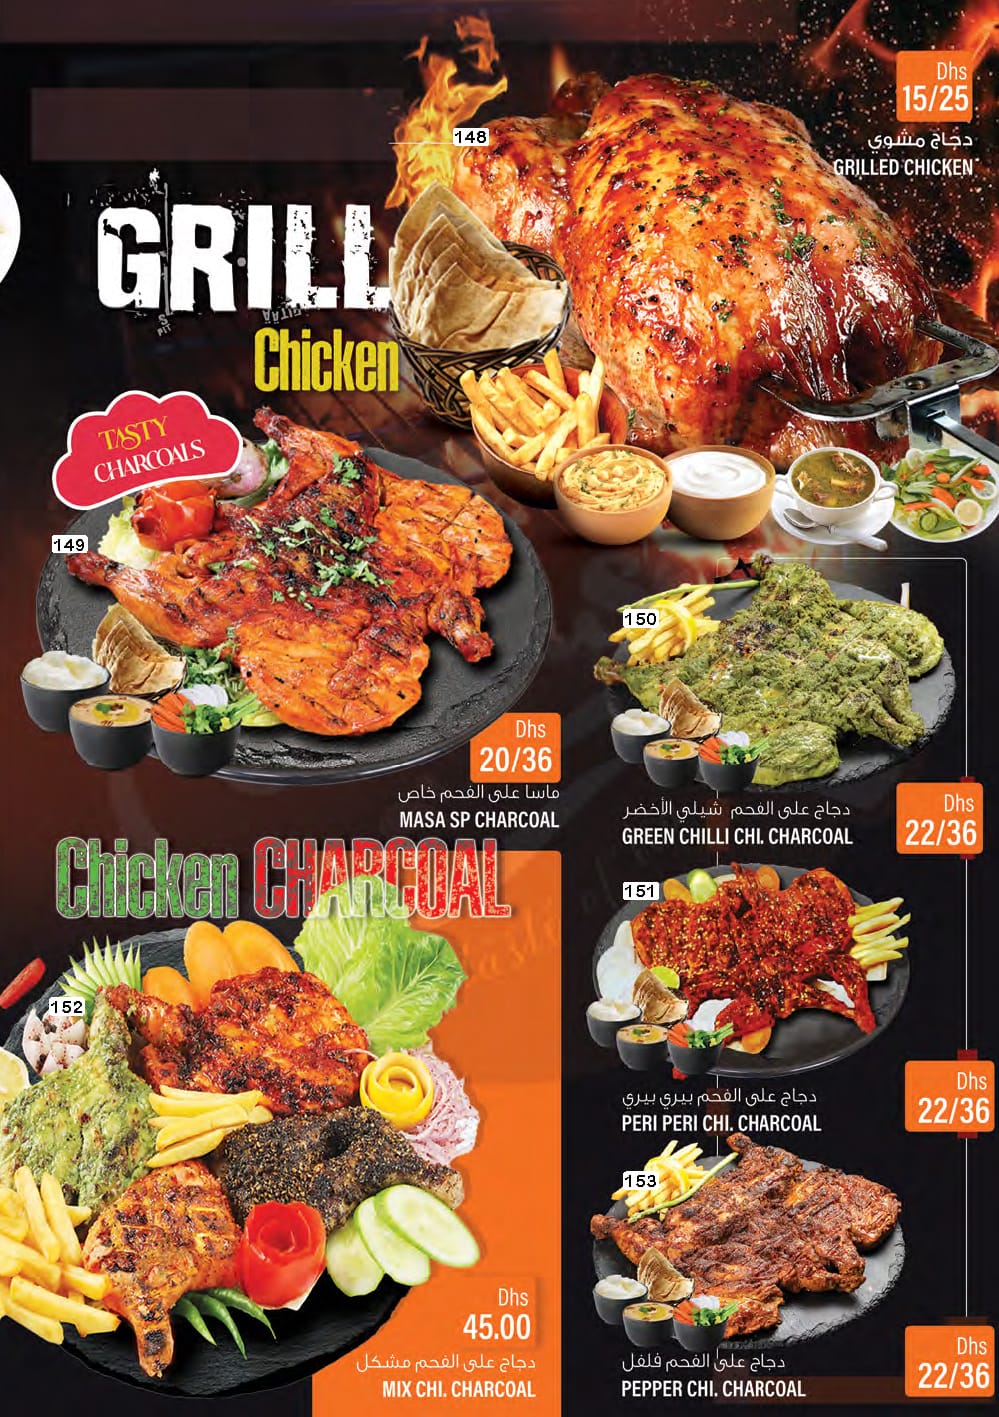 148
Dhs
15/25
دجاج مشوي
GRILLED CHICKEN
GRILL
Chicken
TASTY
CHARCOALS
149
Dhs
20/36
ماسا على الفحم خاص
MASA SP CHARCOAL
150
دجاج على الفحم شيلي الأخضر
GREEN CHILLI CHI. CHARCOAL
Dhs
22/36
Chicken CHARCOAL
151
دجاج على الفحم بيري بيري
PERI PERI CHI. CHARCOAL
Dhs
22/36
152
Dhs
45.00
دجاج على الفحم مشكل
MIX CHI. CHARCOAL
153
دجاج على الفحم فلفل
PEPPER CHI. CHARCOAL
Dhs
22/36